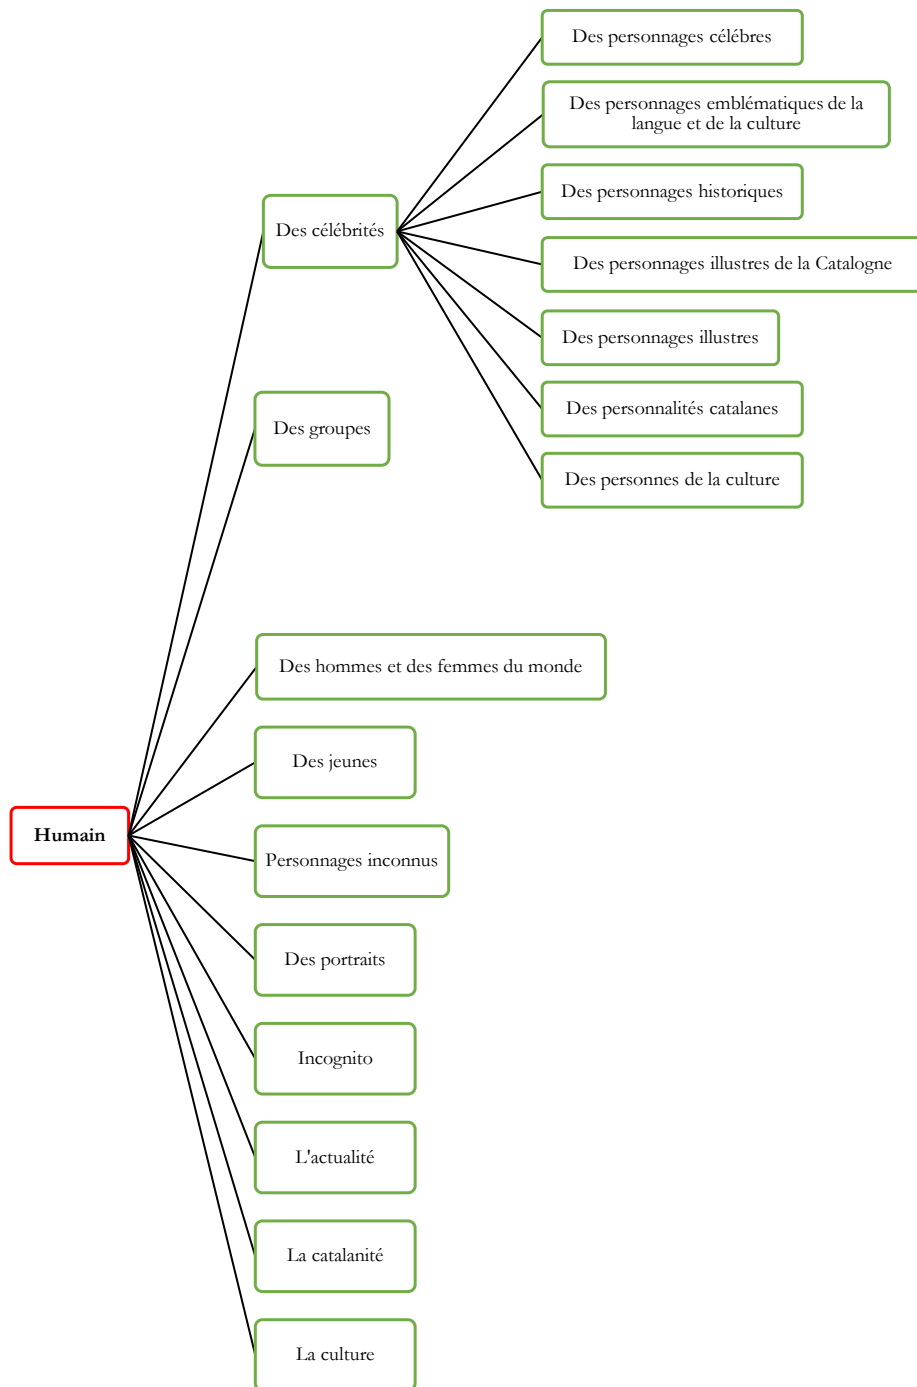 Des personnages célébres
Des personnages emblématiques de la
langue et de la culture
Des personnages historiques
Des célébrités
Des personnages illustres de la Catalogne
Des personnages illustres
Des personnalités catalanes
Des groupes
Des personnes de la culture
Des hommes et des femmes du monde
Des jeunes
Humain
Personnages inconnus
Des portraits
Incognito
L'actualité
La catalanité
La culture